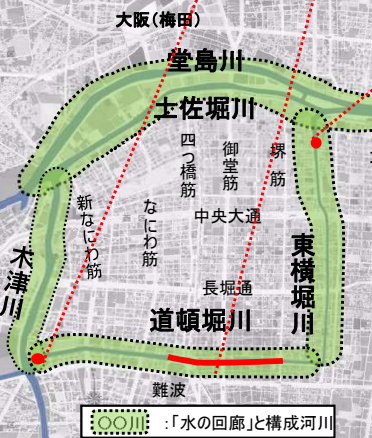 大阪（梅田）
堂島川
土佐堀川
四つ橋筋
御堂筋
堺筋
新なにわ筋
なにわ筋
中央大通
木津川
東横堀川
長堀通
道頓堀川
難波
○○川 :「水の回廊」と構成河川